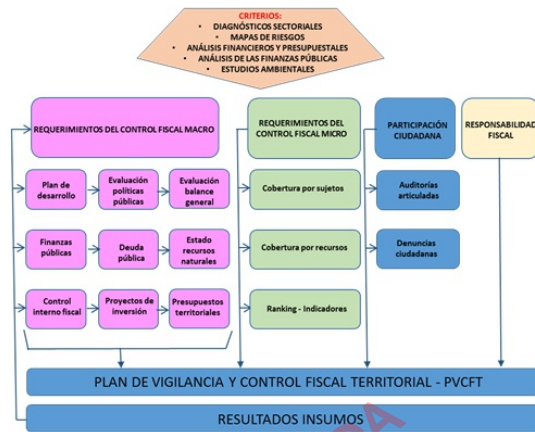 CRITERIOS:
• DIAGNÓSTICOS SECTORIALES
• MAPAS DE RIESGOS
• ANÁLISIS FINANCIEROS Y PRESUPUESTALES
• ANÁLISIS DE LAS FINANZAS PÚBLICAS
• ESTUDIOS AMBIENTALES
REQUERIMIENTOS DEL CONTROL FISCAL MACRO
REQUERIMIENTOS DEL
CONTROL FISCAL MICRO
PARTICIPACIÓN
CIUDADANA
RESPONSABILIDAD
FISCAL
Plan de
desarrollo
Evaluación
políticas
públicas
Evaluación
balance
general
Cobertura por sujetos
Auditorías
articuladas
Finanzas
públicas
Deuda
pública
Estado
recursos
naturales
Cobertura por recursos
Denuncias
ciudadanas
Control
interno fiscal
Proyectos de
inversión
Presupuestos
territoriales
Ranking - Indicadores
PLAN DE VIGILANCIA Y CONTROL FISCAL TERRITORIAL - PVCFT
RESULTADOS INSUMOS